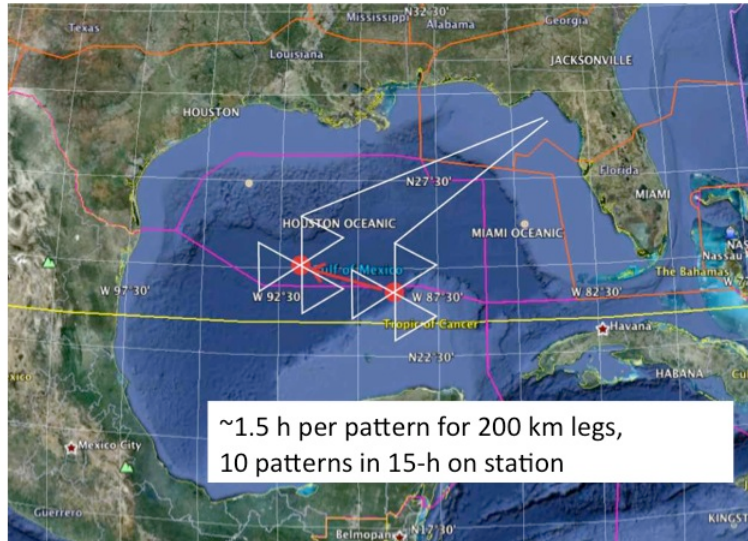 N32°30'
Texas
Mississippi
Alabama
Georgia
Louisiana
JACKSONVILLE
HOUSTON
N27°30'
Florida
MIAMI
HOUSTON OCEANIC
MIAMI OCEANIC
Nassau
Gulf of Mexico
The Bahamas
W 97°30'
W 92°30'
W 87°30'
W 82°30'
Tropic of Cancer
Havana
N22°30'
HABANA
~1.5 h per pattern for 200 km legs,
10 patterns in 15-h on station
Mexico City
Guerrero
Belmopan
N17°30'